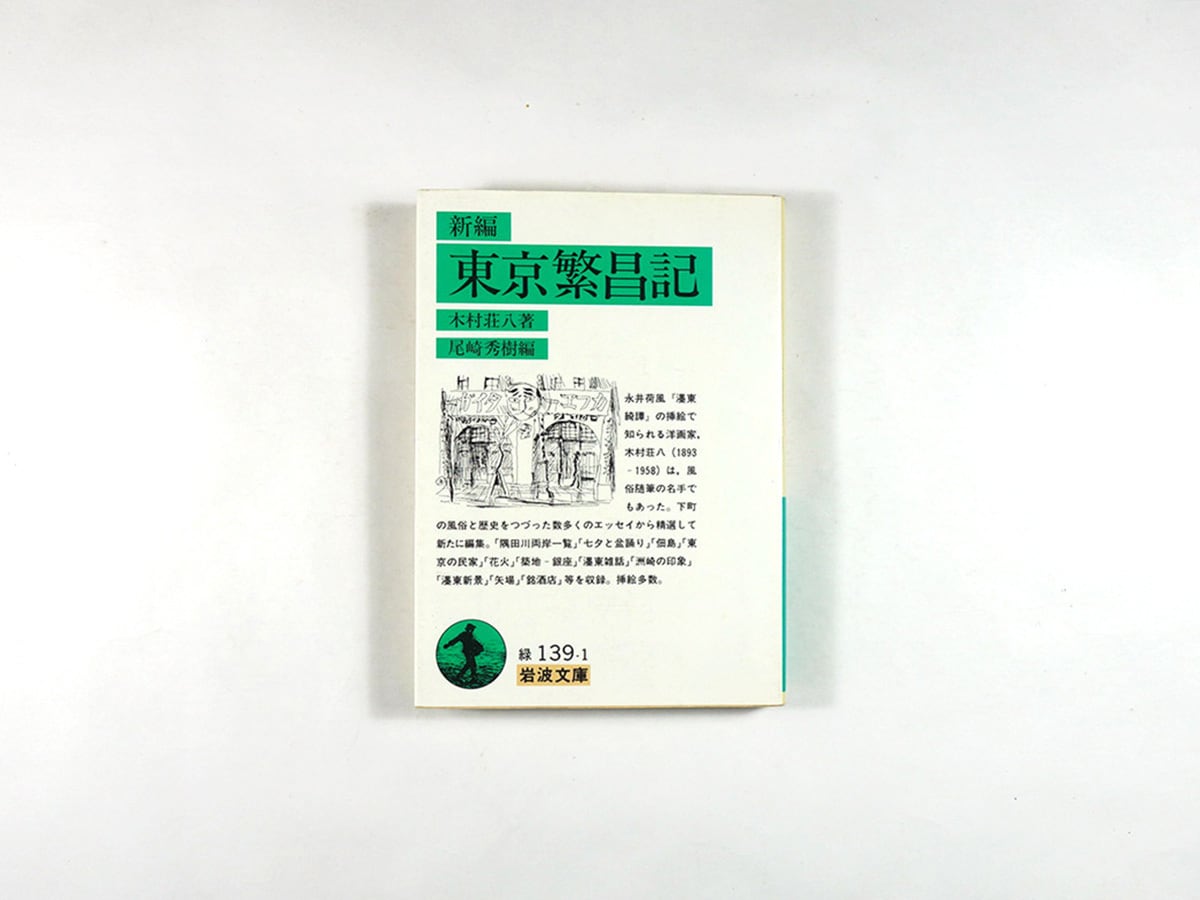 新編
東京繁昌記
木村荘八著
尾崎秀樹編
ガイタ ノエフカ
永井荷風「濹東
綺譚」の挿絵で
知られる洋画家,
木村荘八(1893
‐1958)は,風
俗随筆の名手で
もあった。下町
の風俗と歴史をつづった数多くのエッセイから精選して
新たに編集。「隅田川両岸一覧」「七夕と盆踊り」「佃島」「東
京の民家」「花火」「築地‐銀座」「濹東雑話」「洲崎の印象」
「濹東新景」「矢場」「銘酒店」等を収録。挿絵多数。
緑 139-1
岩波文庫